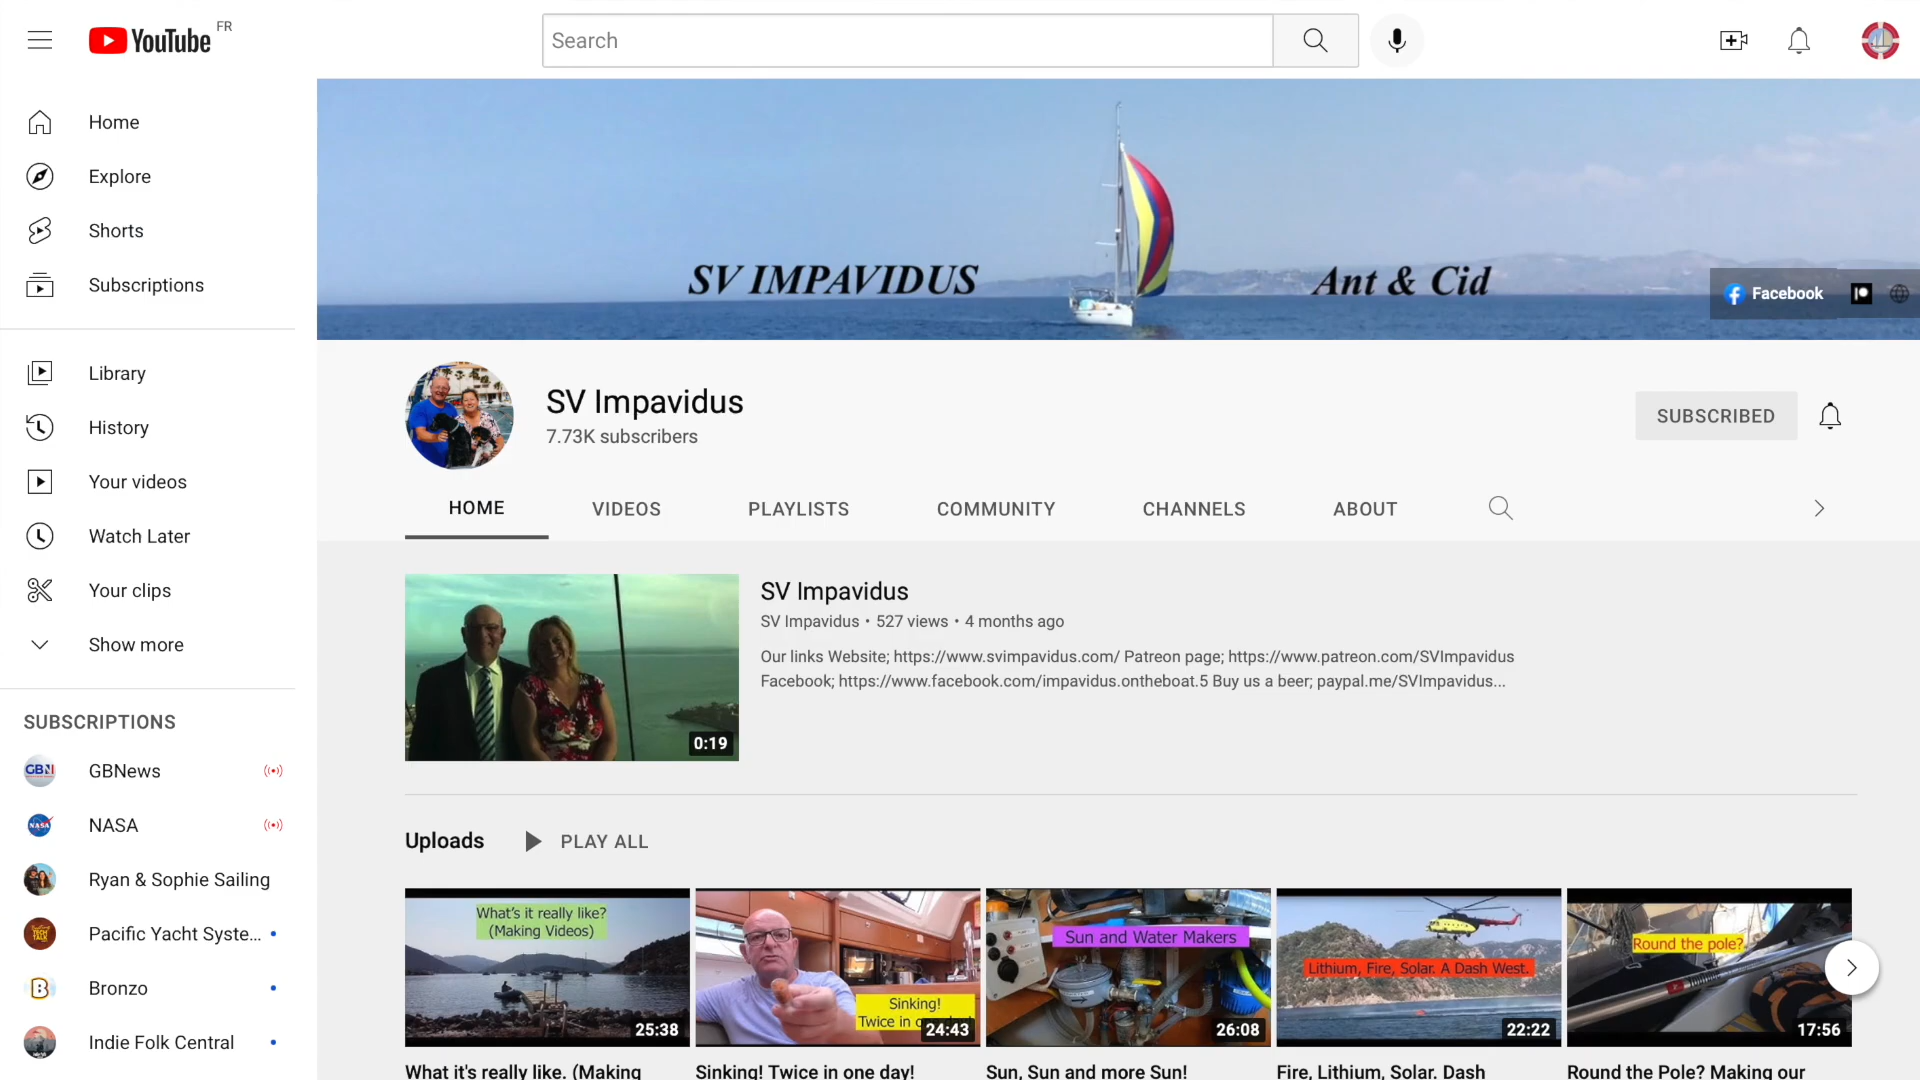 YouTube FR
Search
Home
Explore
Shorts
Subscriptions
Library
History
Your videos
Watch Later
Your clips
Show more
SUBSCRIPTIONS
GBN
GBNews
NASA
NASA
Ryan & Sophie Sailing
TECH TALK
Pacific Yacht Syste...
B
Bronzo
Indie Folk Central
SV IMPAVIDUS
Ant & Cid
Facebook
SV Impavidus
7.73K subscribers
SUBSCRIBED
HOME
VIDEOS
PLAYLISTS
COMMUNITY
CHANNELS
ABOUT
0:19
SV Impavidus
SV Impavidus • 527 views • 4 months ago
Our links Website; https://www.svimpavidus.com/ Patreon page; https://www.patreon.com/SVImpavidus
Facebook; https://www.facebook.com/impavidus.ontheboat.5 Buy us a beer; paypal.me/SVImpavidus...
Uploads
PLAY ALL
What's it really like?
(Making Videos)
25:38
What it's really like. (Making
Sinking!
Twice in
24:43
Sinking! Twice in one day!
Sun and Water Makers
26:08
Sun, Sun and more Sun!
Lithium, Fire, Solar. A Dash West.
22:22
Fire, Lithium, Solar. Dash
Round the pole?
17:56
Round the Pole? Making our